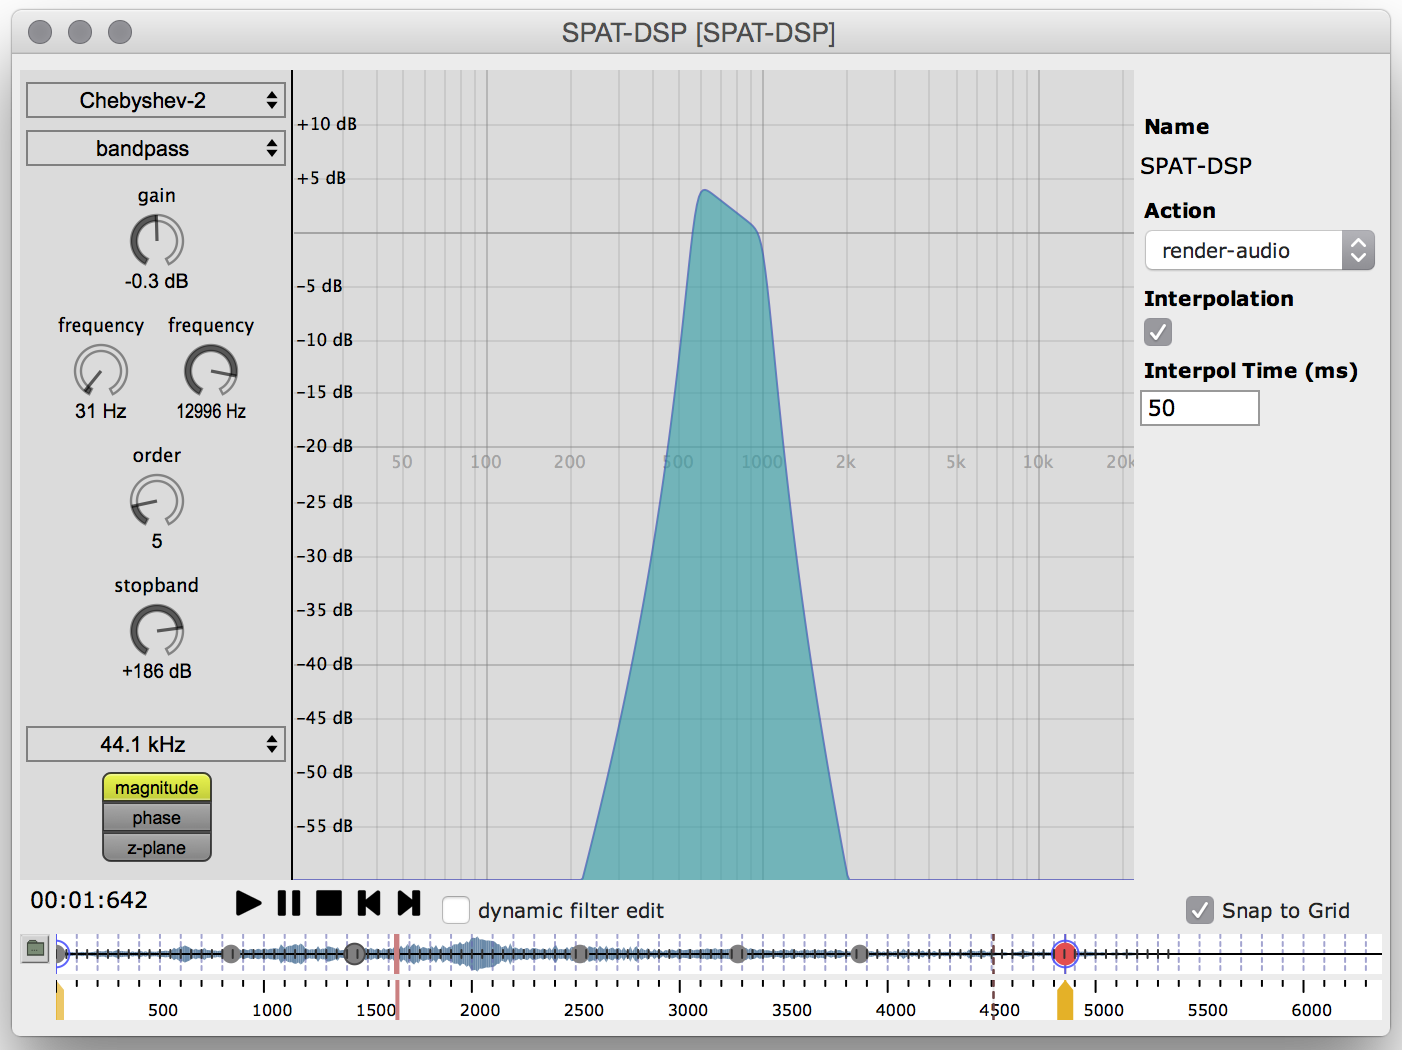 SPAT-DSP [SPAT-DSP]
Chebyshev-2
bandpass
gain
-0.3 dB
frequency frequency
31 Hz 12996 Hz
order
5
stopband
+186 dB
44.1 kHz
magnitude
phase
z-plane
+10 dB
+5 dB
-5 dB
-10 dB
-15 dB
-20 dB
50 100 200 500 1000 2k 5k 10k 20k
-25 dB
-30 dB
-35 dB
-40 dB
-45 dB
-50 dB
-55 dB
Name
SPAT-DSP
Action
render-audio
Interpolation
Interpol Time (ms)
50
00:01:642
dynamic filter edit
Snap to Grid
500 1000 1500 2000 2500 3000 3500 4000 4500 5000 5500 6000